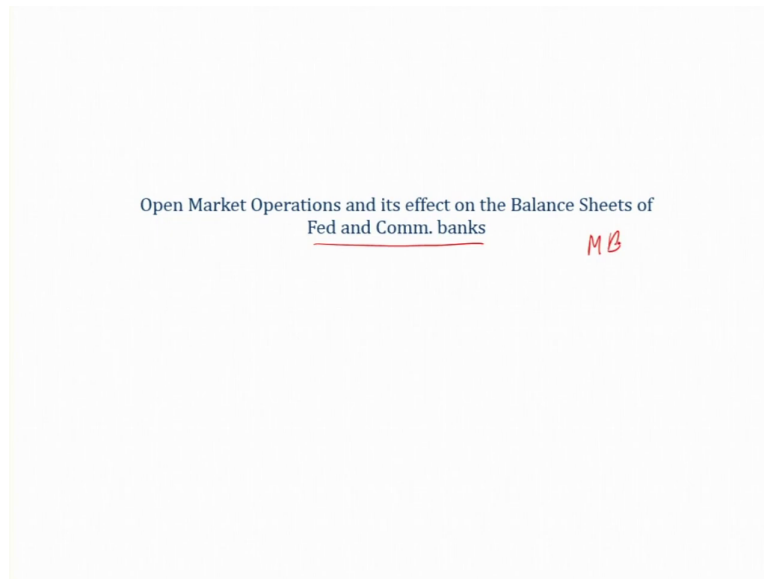 Open Market Operations and its effect on the Balance Sheets of
Fed and Comm. banks
MB